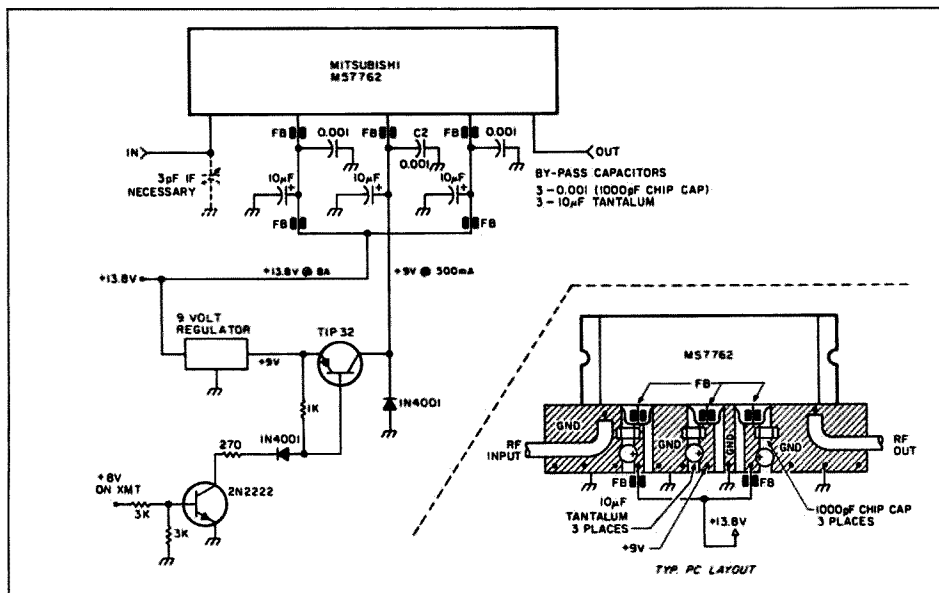 MITSUBISHI
M57762
FB
0.001
FB
C2
0.001
FB
0.001
IN
OUT
3pF IF
NECESSARY
10µF
+
10µF
+
10µF
+
BY-PASS CAPACITORS
3-0.001 (1000pF CHIP CAP)
3-10µF TANTALUM
FB
FB
+13.8V
+13.8V @ 8A
+9V @ 500mA
9 VOLT
REGULATOR
+9V
TIP 32
1K
1N4001
270
1N4001
2N2222
+8V
ON XMT
3K
3K
M57762
FB
GND
GND
GND
GND
RF
INPUT
RF
OUT
FB
FB
10µF
TANTALUM
3 PLACES
+9V
+13.8V
1000pF CHIP CAP
3 PLACES
TYP. PC LAYOUT